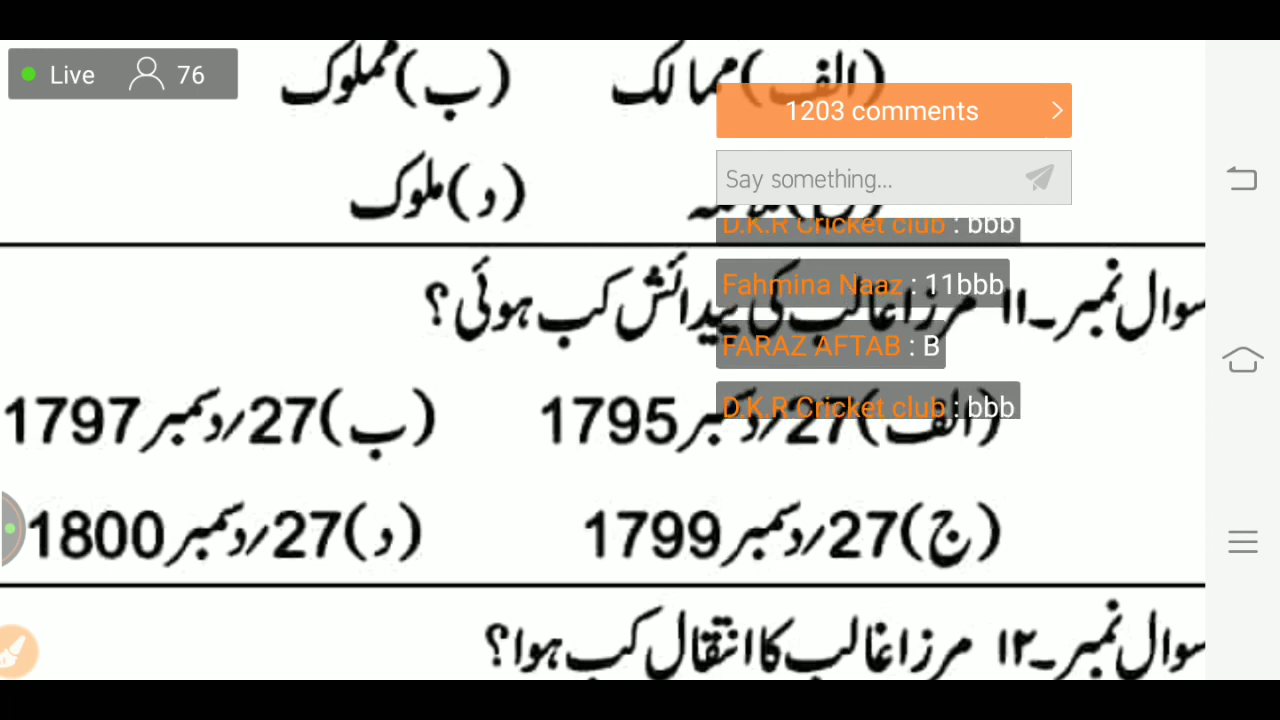 Live 76
(الف) ممالک (ب) مملوک
(د) ملوک
1203 comments
Say something...
D.K.R Cricket club : bbb
Fahmina Naaz : 11bbb
FARAZ AFTAB : B
D.K.R Cricket club : bbb
سوال نمبر۔۱۱ مرزا غالب کی پیدائش کب ہوئی؟
(الف) 27/دسمبر 1795 (ب) 27/دسمبر 1797
(ج) 27/دسمبر 1799 (د) 27/دسمبر 1800
سوال نمبر۔۱۲ مرزا غالب کا انتقال کب ہوا؟